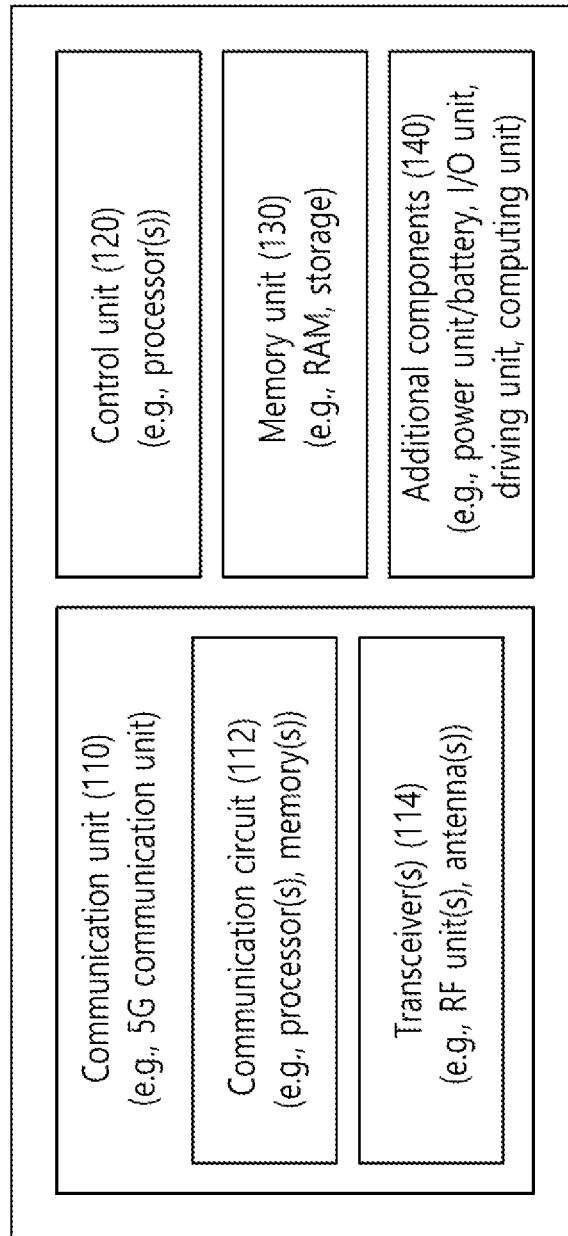 Communication unit (110)
(e.g., 5G communication unit)
Communication circuit (112)
(e.g., processor(s), memory(s))
Transceiver(s) (114)
(e.g., RF unit(s), antenna(s))
Control unit (120)
(e.g., processor(s))
Memory unit (130)
(e.g., RAM, storage)
Additional components (140)
(e.g., power unit/battery, I/O unit,
driving unit, computing unit)